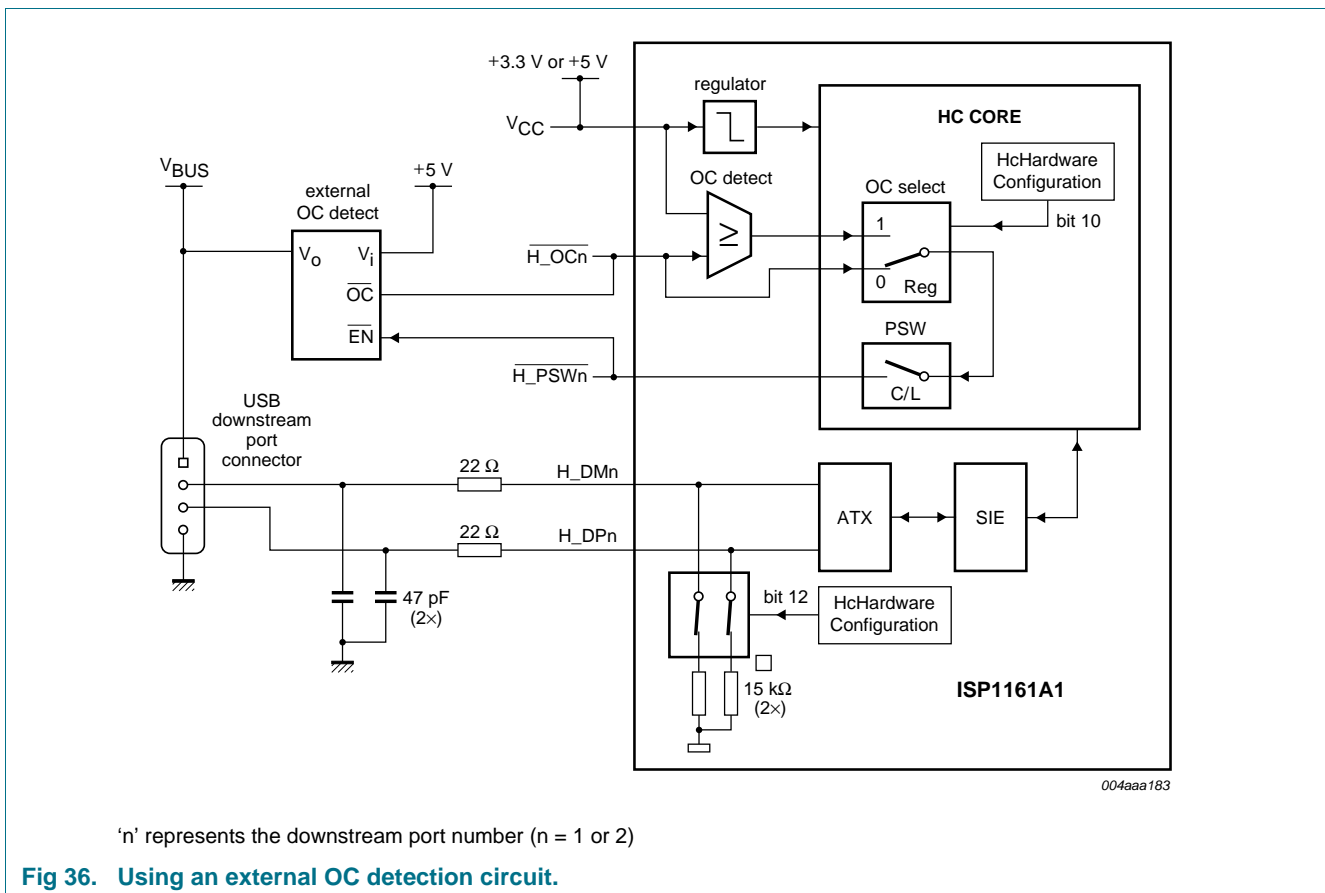 +3.3 V or +5 V
regulator
VCC
HC CORE
HcHardware
Configuration
bit 10
VBUS
+5 V
external
OC detect
OC detect
OC select
1
≥
Vo
Vi
H_OCn
0
Reg
OC
EN
PSW
H_PSWn
C/L
USB
downstream
port
connector
22 Ω
H_DMn
ATX
SIE
22 Ω
H_DPn
47 pF
(2×)
bit 12
HcHardware
Configuration
15 kΩ
(2×)
ISP1161A1
004aaa183
‘n’ represents the downstream port number (n = 1 or 2)
Fig 36. Using an external OC detection circuit.